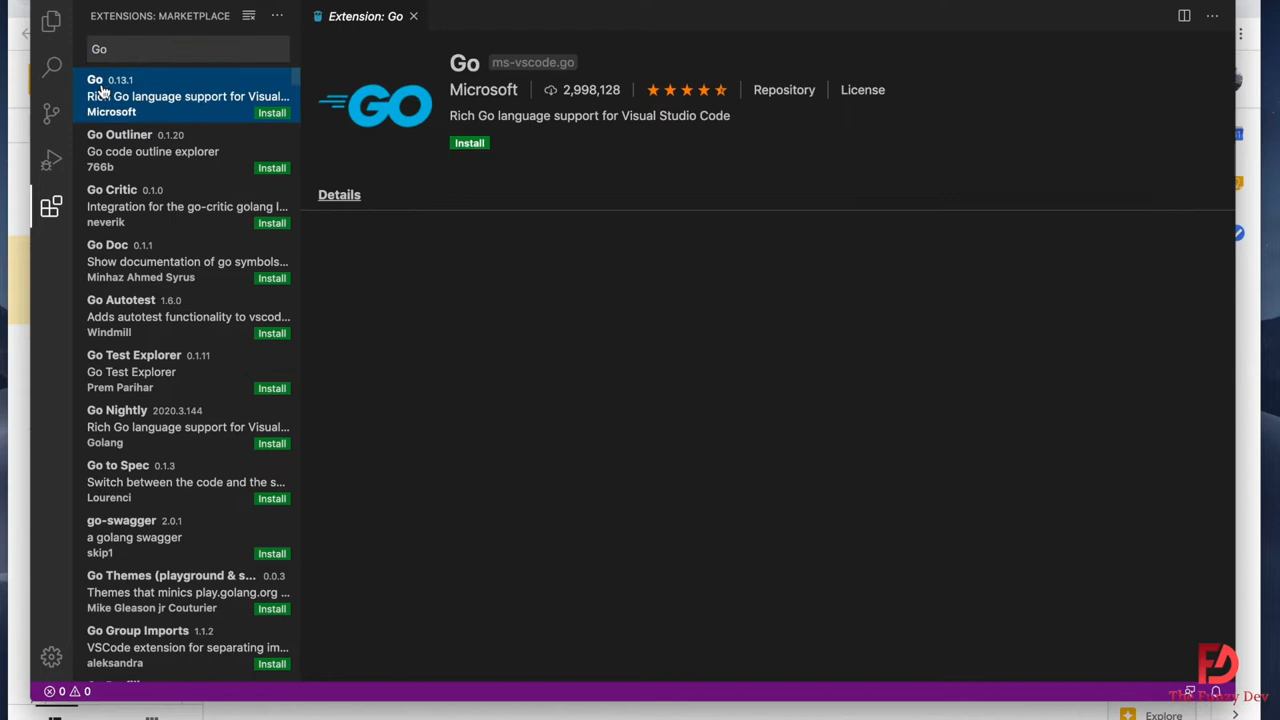 EXTENSIONS: MARKETPLACE
Go
Go 0.13.1
Rich Go language support for Visual...
Microsoft Install
Go Outliner 0.1.20
Go code outline explorer
766b Install
Go Critic 0.1.0
Integration for the go-critic golang l...
neverik Install
Go Doc 0.1.1
Show documentation of go symbols...
Minhaz Ahmed Syrus Install
Go Autotest 1.6.0
Adds autotest functionality to vscod...
Windmill Install
Go Test Explorer 0.1.11
Go Test Explorer
Prem Parihar Install
Go Nightly 2020.3.144
Rich Go language support for Visual...
Golang Install
Go to Spec 0.1.3
Switch between the code and the s...
Lourenci Install
go-swagger 2.0.1
a golang swagger
skip1 Install
Go Themes (playground & s... 0.0.3
Themes that minics play.golang.org ...
Mike Gleason jr Couturier Install
Go Group Imports 1.1.2
VSCode extension for separating im...
aleksandra Install
Extension: Go
GO
Go ms-vscode.go
Microsoft 2,998,128 Repository License
Rich Go language support for Visual Studio Code
Install
Details
0 0
The Funzy Dev
Explore